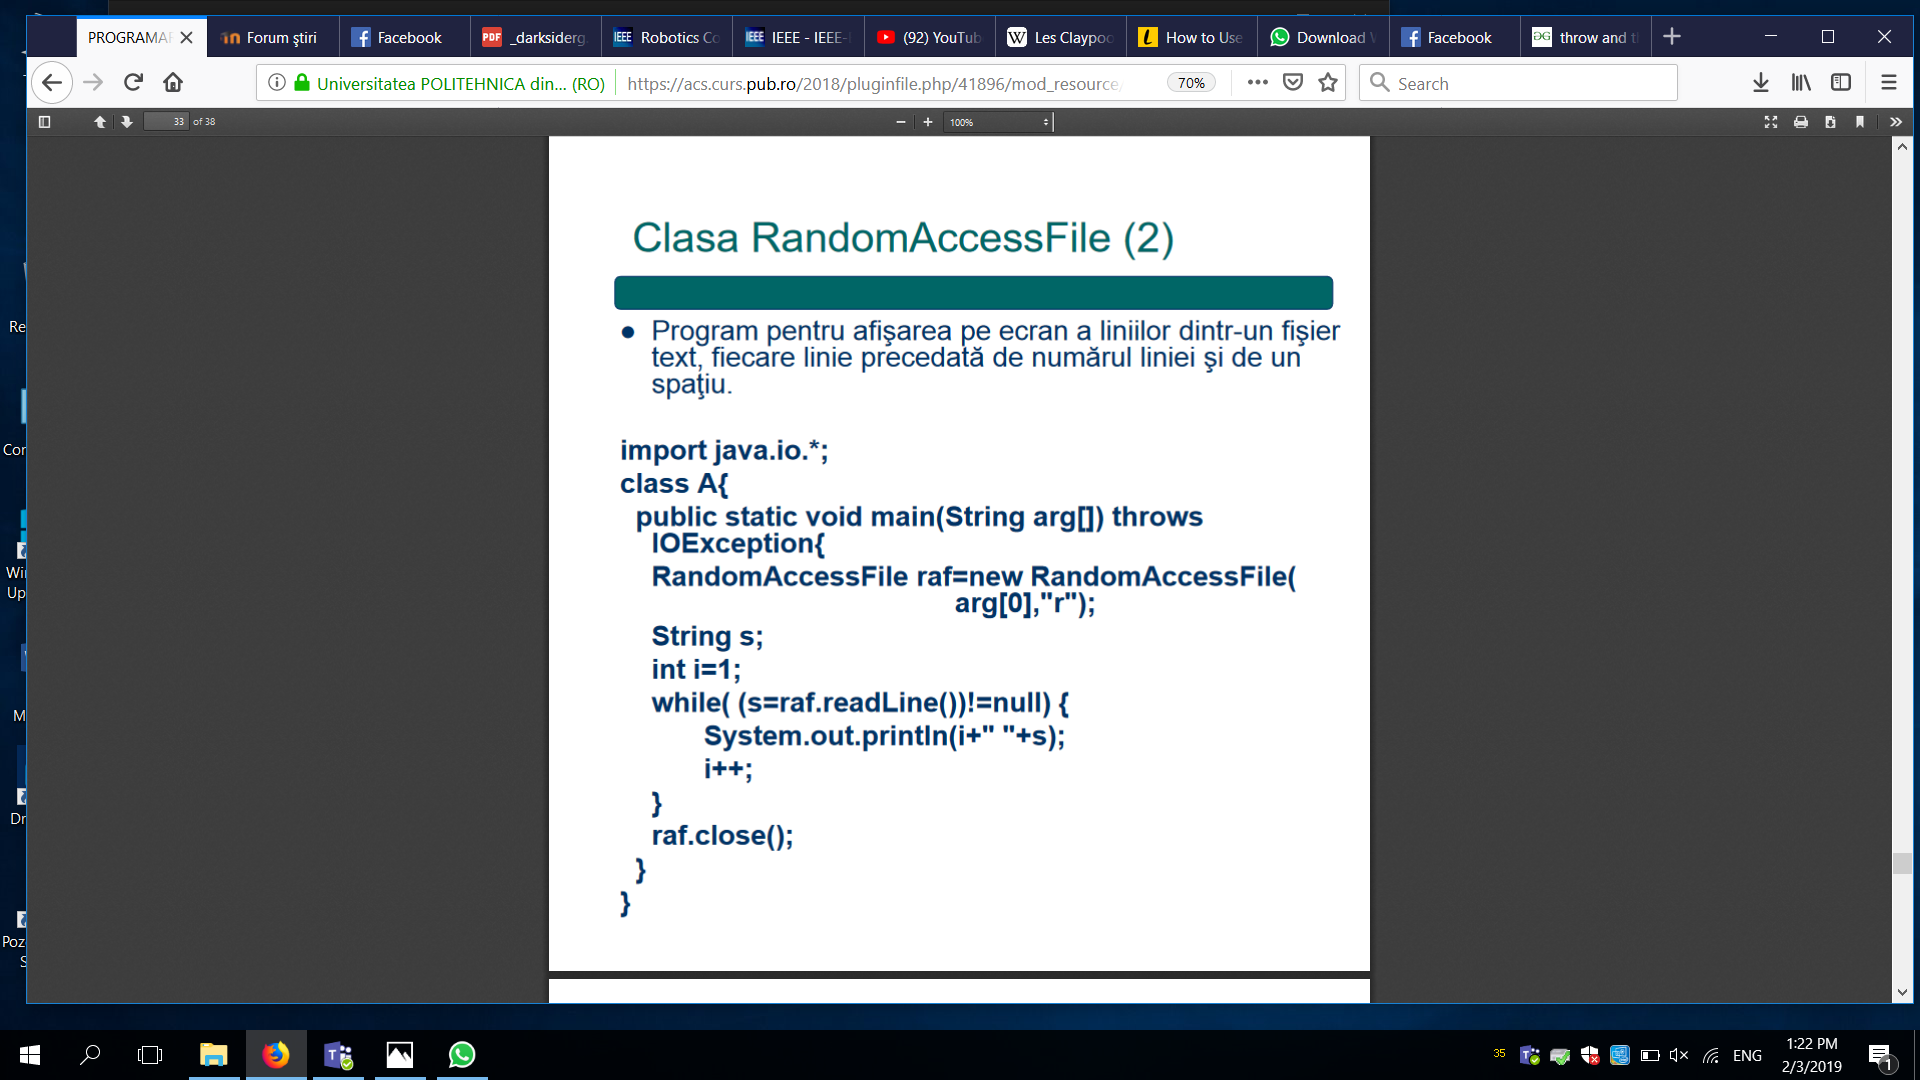 PROGRAMAR
Forum ştiri
Facebook
_darksiderg
Robotics Co
IEEE - IEEE-
(92) YouTub
Les Claypoo
How to Use
Download W
Facebook
throw and t
Universitatea POLITEHNICA din... (RO)
https://acs.curs.pub.ro/2018/pluginfile.php/41896/mod_resource/
70%
Search
33 of 38
100%
Clasa RandomAccessFile (2)
Program pentru afişarea pe ecran a liniilor dintr-un fişier
text, fiecare linie precedată de numărul liniei şi de un
spaţiu.
import java.io.*;
class A{
public static void main(String arg[]) throws
IOException{
RandomAccessFile raf=new RandomAccessFile(
arg[0],"r");
String s;
int i=1;
while( (s=raf.readLine())!=null) {
System.out.println(i+" "+s);
i++;
}
raf.close();
}
}
Re
Cor
Wi
Up
M
Dr
Poz
S
35
ENG
1:22 PM
2/3/2019
1